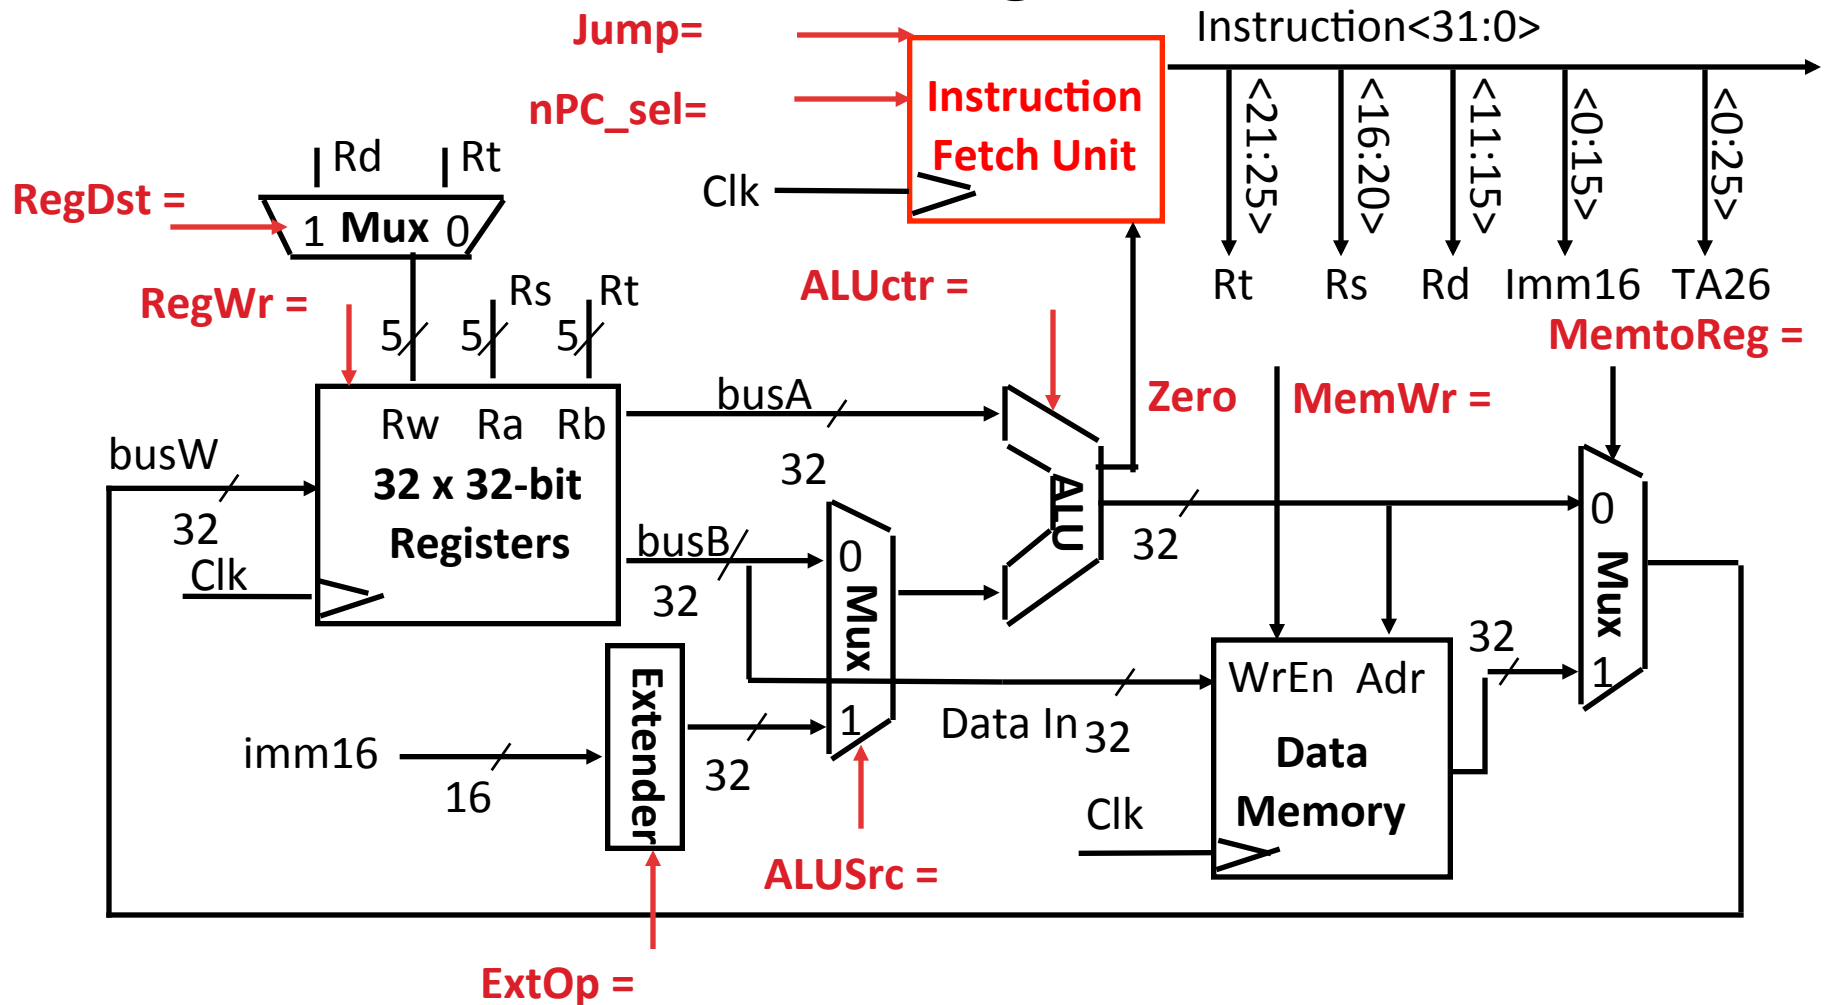 Jump=
Instruction<31:0>
nPC_sel=
Instruction
Fetch Unit
Clk
<21:25>
<16:20>
<11:15>
<0:15>
<0:25>
Rt
Rs
Rd
Imm16
TA26
Rd
Rt
RegDst =
1 Mux 0
RegWr =
5
5
5
Rs
Rt
ALUctr =
MemtoReg =
Zero
MemWr =
busW
32
Rw Ra Rb
32 x 32-bit
Registers
Clk
busA
32
busB
32
0
Mux
1
ALU
32
0
Mux
1
imm16
16
Extender
32
Data In
32
WrEn Adr
Data
Memory
32
Clk
ALUSrc =
ExtOp =